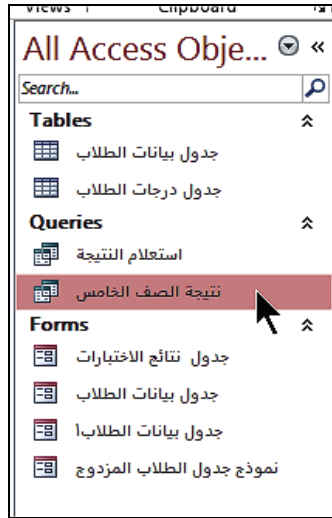 Views
Clipboard
All Access Obje... «
Search...
Tables
جدول بيانات الطلاب
جدول درجات الطلاب
Queries
استعلام النتيجة
نتيجة الصف الخامس
Forms
جدول نتائج الاختبارات
جدول بيانات الطلاب
جدول بيانات الطلاب1
نموذج جدول الطلاب المزدوج